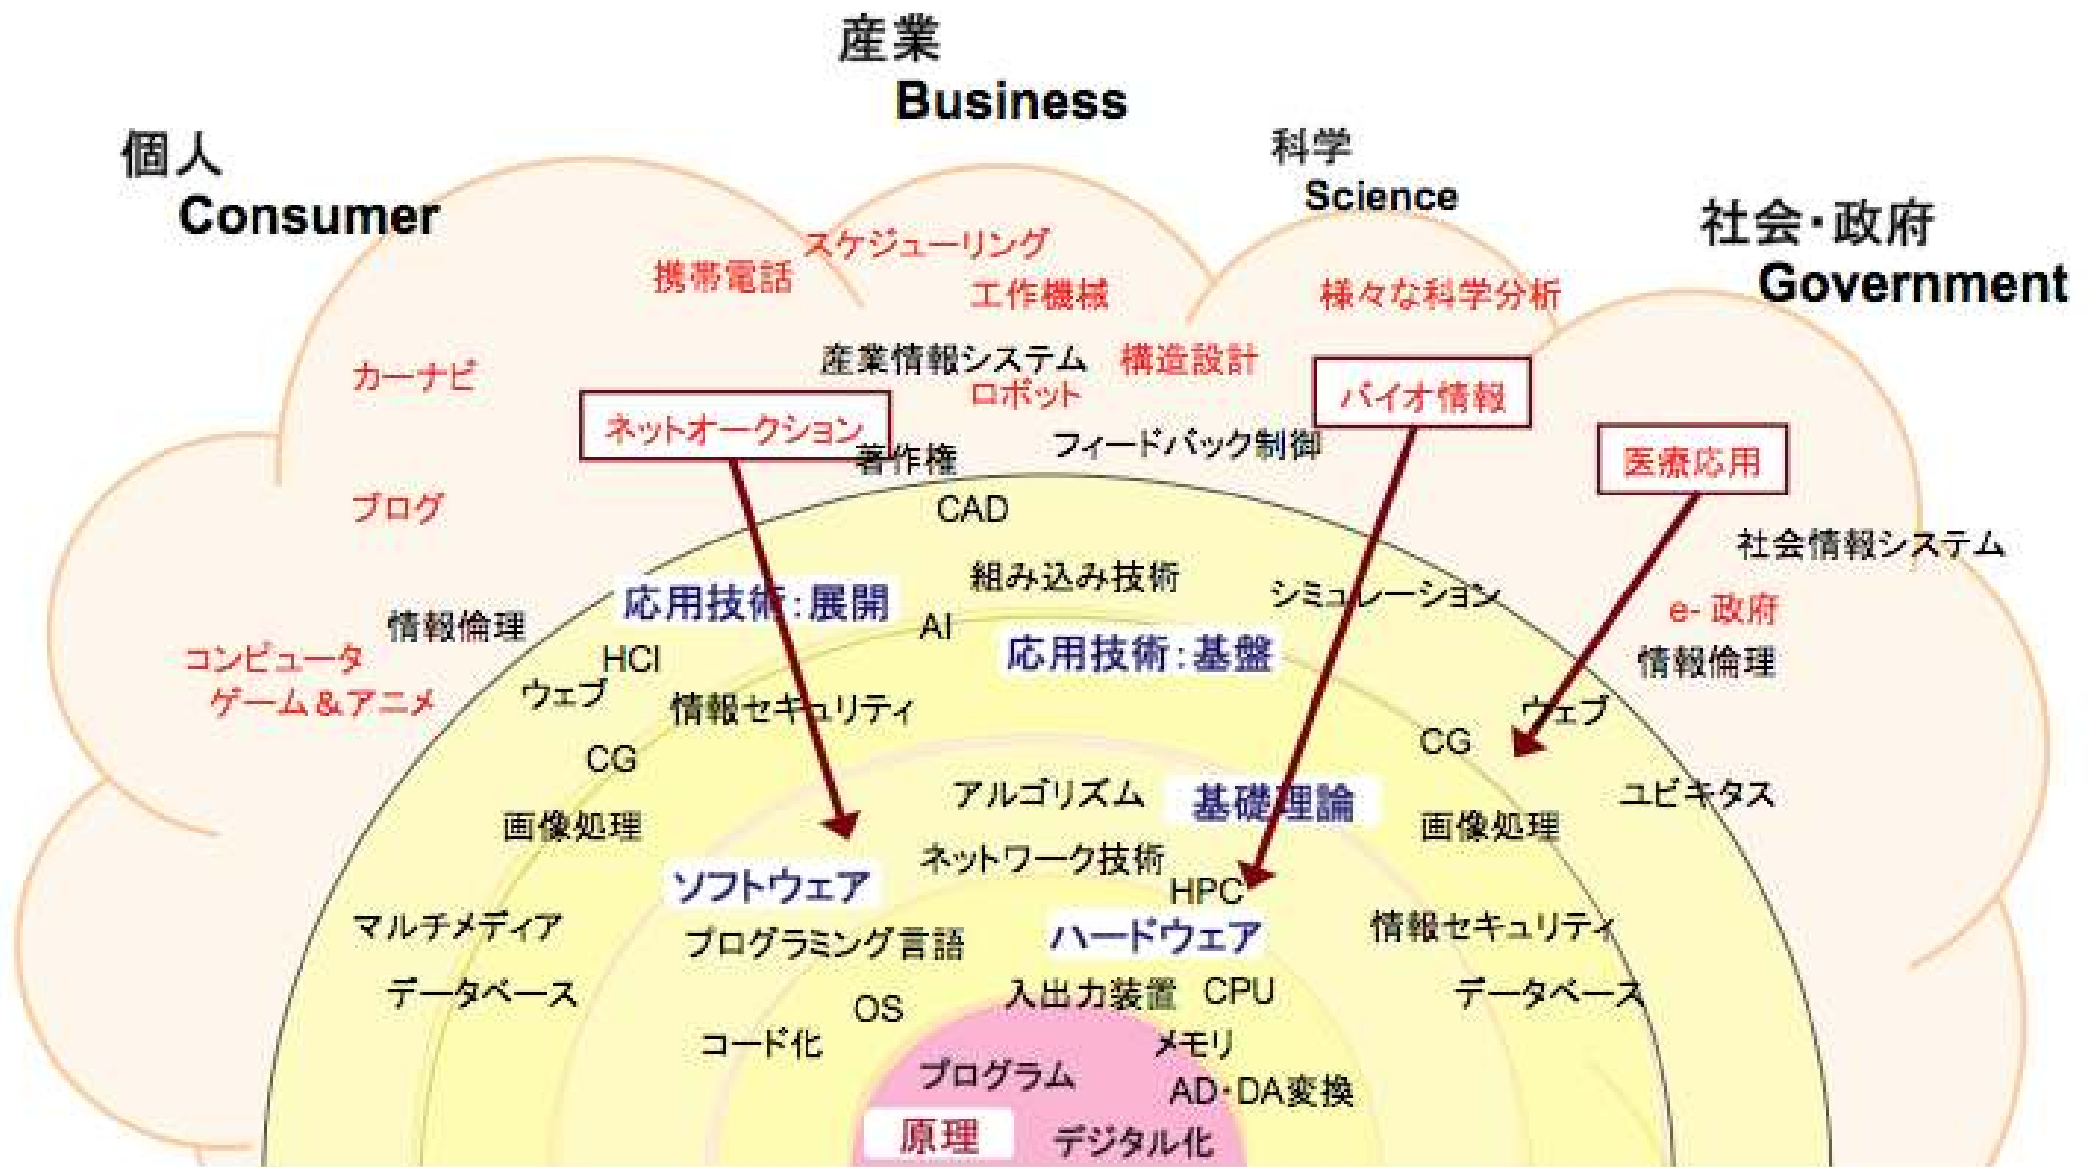 産業
Business
個人
Consumer
科学
Science
社会・政府
Government
スケジューリング
携帯電話
工作機械
様々な科学分析
産業情報システム
構造設計
カーナビ
ロボット
バイオ情報
ネットオークション
フィードバック制御
著作権
医療応用
ブログ
CAD
社会情報システム
組み込み技術
シミュレーション
応用技術:展開
e- 政府
情報倫理
AI
応用技術:基盤
情報倫理
コンピュータ
ゲーム&アニメ
HCI
ウェブ
情報セキュリティ
ウェブ
CG
CG
アルゴリズム
基礎理論
ユビキタス
画像処理
画像処理
ネットワーク技術
ソフトウェア
HPC
マルチメディア
プログラミング言語
ハードウェア
情報セキュリティ
データベース
OS
入出力装置
CPU
データベース
コード化
メモリ
プログラム
AD・DA変換
原理
デジタル化